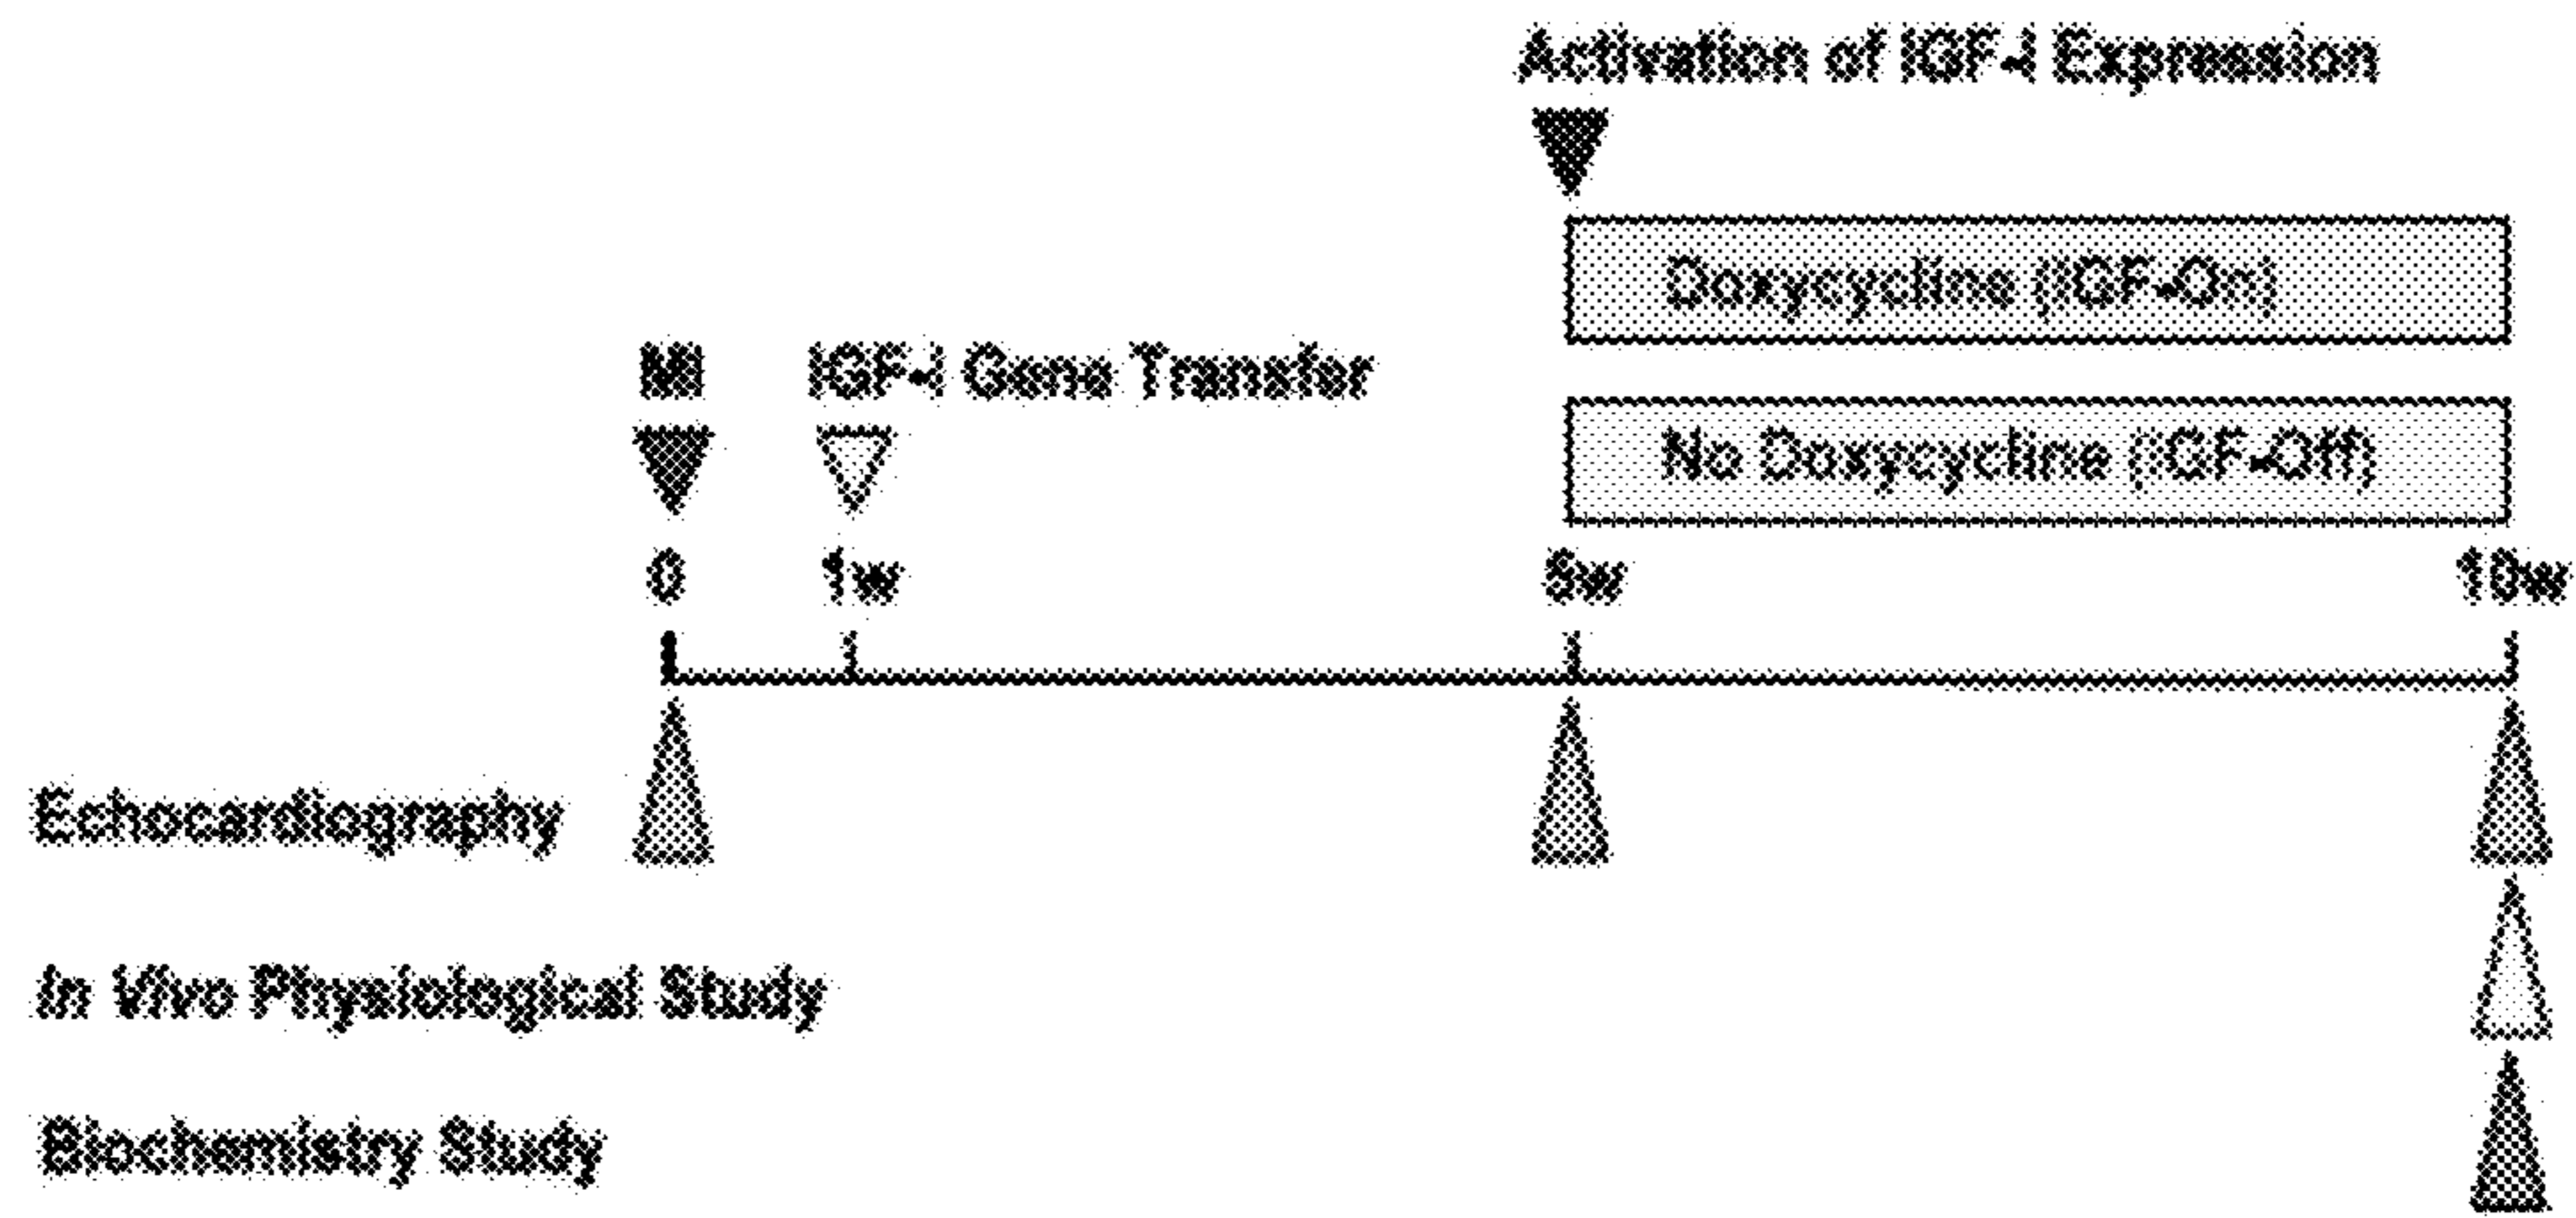 Activation of IGF-I Expression
Doxycycline (IGF-On)
MI IGF-I Gene Transfer
No Doxycycline (IGF-Off)
0 1w 5w 10w
Echocardiography
In Vivo Physiological Study
Biochemistry Study